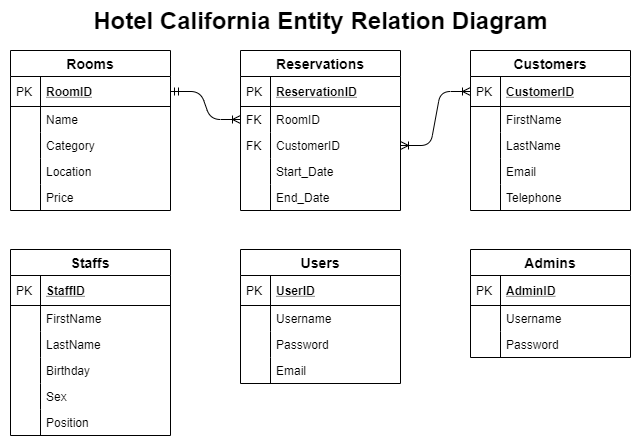 Hotel California Entity Relation Diagram
Rooms
PK RoomID
Name
Category
Location
Price
Reservations
PK ReservationID
FK RoomID
FK CustomerID
Start_Date
End_Date
Customers
PK CustomerID
FirstName
LastName
Email
Telephone
Staffs
PK StaffID
FirstName
LastName
Birthday
Sex
Position
Users
PK UserID
Username
Password
Email
Admins
PK AdminID
Username
Password